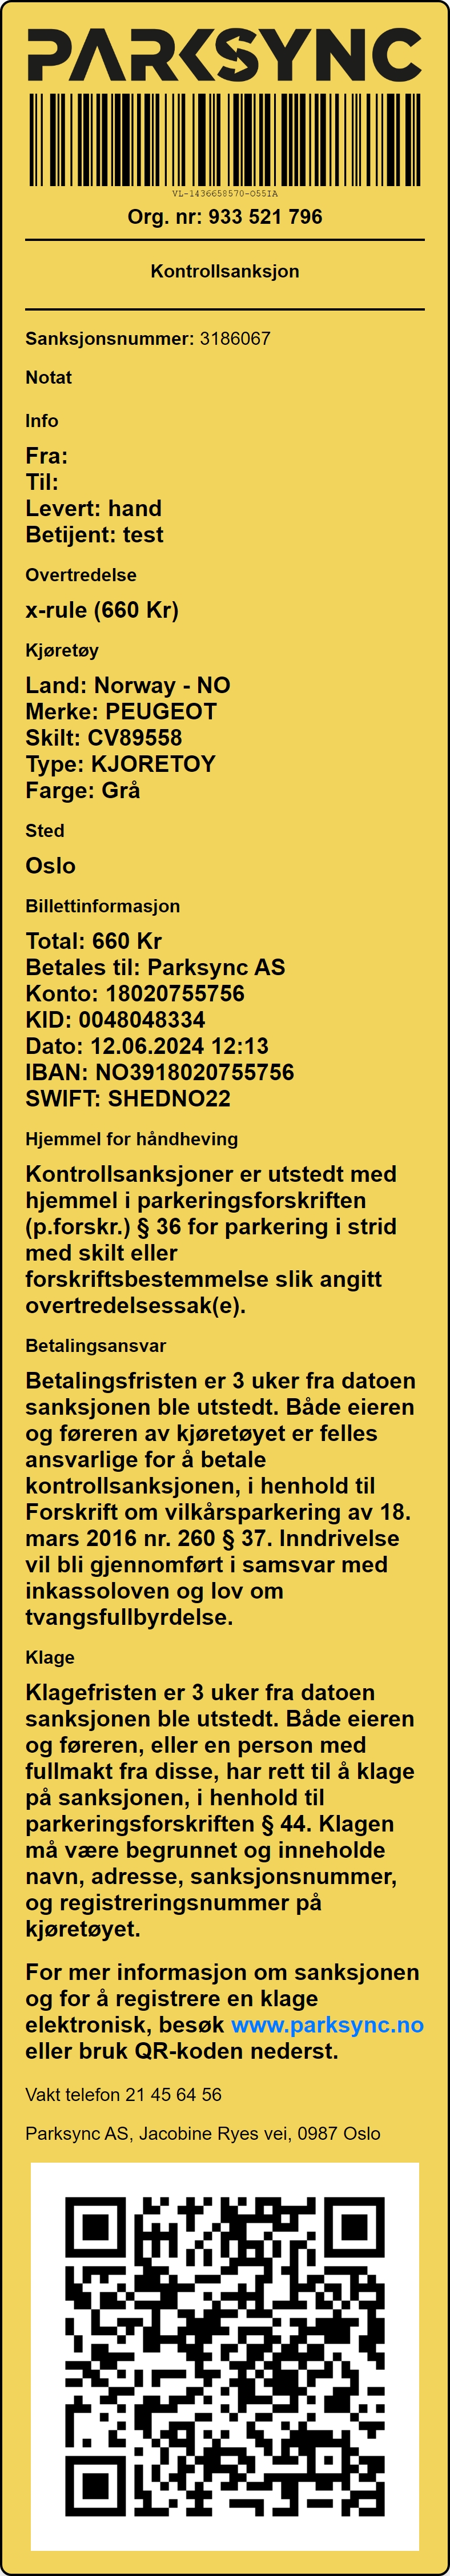 PARKSYNC
VL-1436658570-O55IA
Org. nr: 933 521 796
Kontrollsanksjon
Sanksjonsnummer: 3186067
Notat
Info
Fra:
Til:
Levert: hand
Betijent: test
Overtredelse
x-rule (660 Kr)
Kjøretøy
Land: Norway - NO
Merke: PEUGEOT
Skilt: CV89558
Type: KJORETOY
Farge: Grå
Sted
Oslo
Billettinformasjon
Total: 660 Kr
Betales til: Parksync AS
Konto: 18020755756
KID: 0048048334
Dato: 12.06.2024 12:13
IBAN: NO3918020755756
SWIFT: SHEDNO22
Hjemmel for håndheving
Kontrollsanksjoner er utstedt med
hjemmel i parkeringsforskriften
(p.forskr.) § 36 for parkering i strid
med skilt eller
forskriftsbestemmelse slik angitt
overtredelsessak(e).
Betalingsansvar
Betalingsfristen er 3 uker fra datoen
sanksjonen ble utstedt. Både eieren
og føreren av kjøretøyet er felles
ansvarlige for å betale
kontrollsanksjonen, i henhold til
Forskrift om vilkårsparkering av 18.
mars 2016 nr. 260 § 37. Inndrivelse
vil bli gjennomført i samsvar med
inkassoloven og lov om
tvangsfullbyrdelse.
Klage
Klagefristen er 3 uker fra datoen
sanksjonen ble utstedt. Både eieren
og føreren, eller en person med
fullmakt fra disse, har rett til å klage
på sanksjonen, i henhold til
parkeringsforskriften § 44. Klagen
må være begrunnet og inneholde
navn, adresse, sanksjonsnummer,
og registreringsnummer på
kjøretøyet.
For mer informasjon om sanksjonen
og for å registrere en klage
elektronisk, besøk www.parksync.no
eller bruk QR-koden nederst.
Vakt telefon 21 45 64 56
Parksync AS, Jacobine Ryes vei, 0987 Oslo